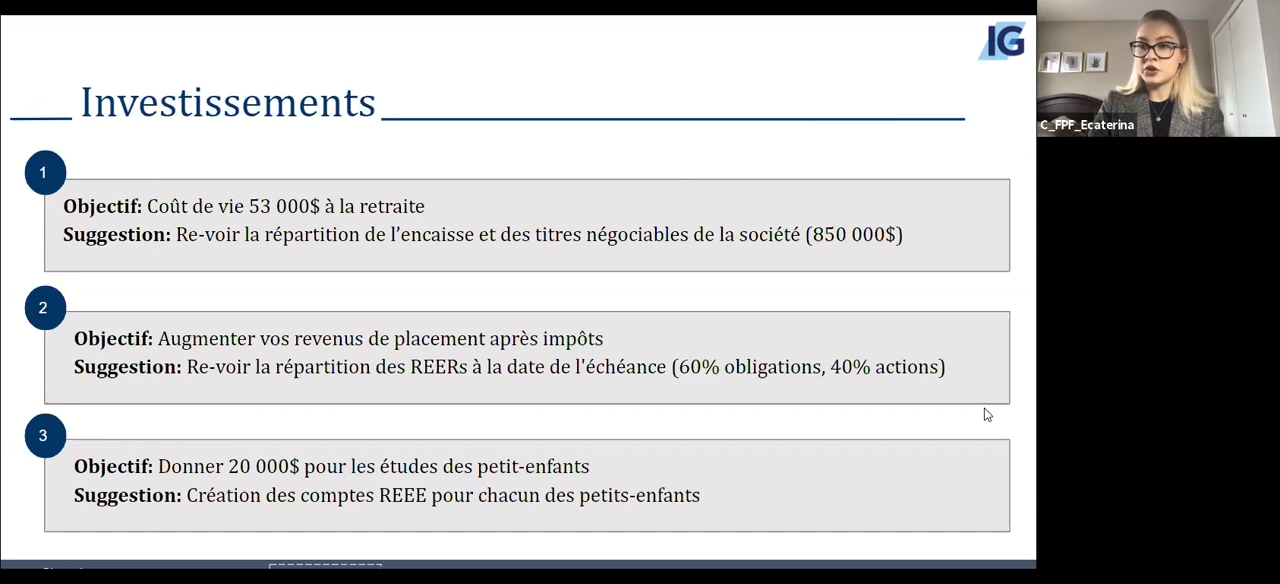 IG
Investissements
C_FPF_Ecaterina
1
Objectif: Coût de vie 53 000$ à la retraite
Suggestion: Re-voir la répartition de l'encaisse et des titres négociables de la société (850 000$)
2
Objectif: Augmenter vos revenus de placement après impôts
Suggestion: Re-voir la répartition des REERs à la date de l'échéance (60% obligations, 40% actions)
3
Objectif: Donner 20 000$ pour les études des petit-enfants
Suggestion: Création des comptes REEE pour chacun des petits-enfants